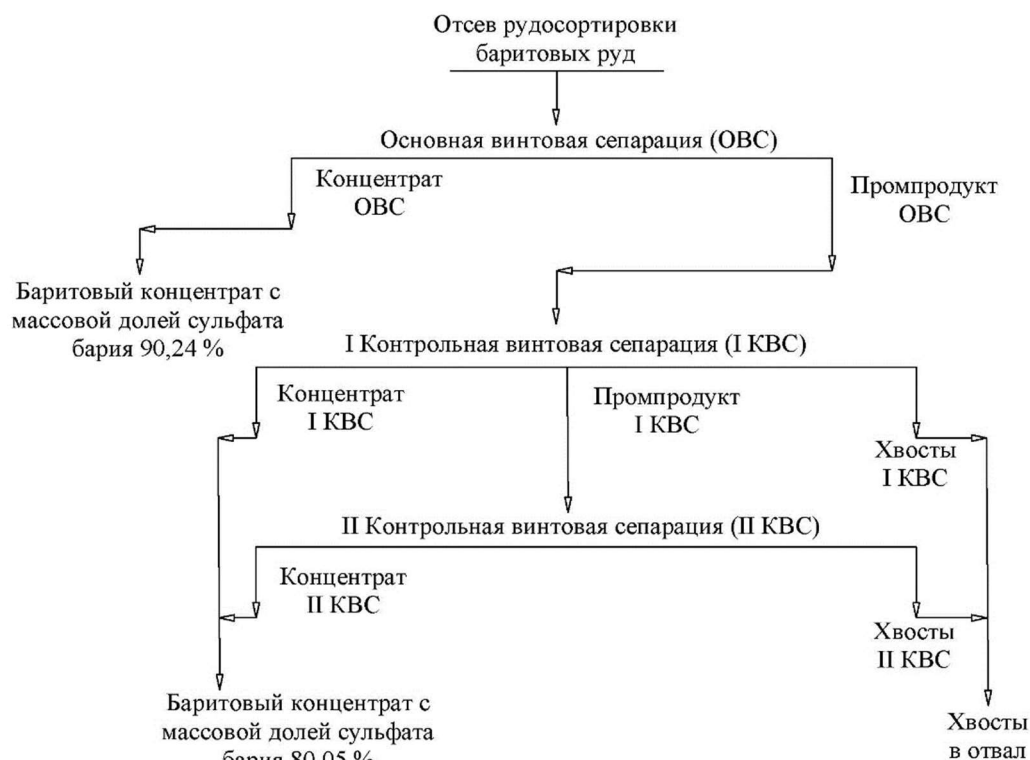 Отсев рудосортировки
баритовых руд
Основная винтовая сепарация (ОВС)
Концентрат
ОВС
Промпродукт
ОВС
Баритовый концентрат с
массовой долей сульфата
бария 90,24 %
I Контрольная винтовая сепарация (I КВС)
Концентрат
I КВС
Промпродукт
I КВС
Хвосты
I КВС
II Контрольная винтовая сепарация (II КВС)
Концентрат
II КВС
Хвосты
II КВС
Баритовый концентрат с
массовой долей сульфата
бария 80,05 %
Хвосты
в отвал